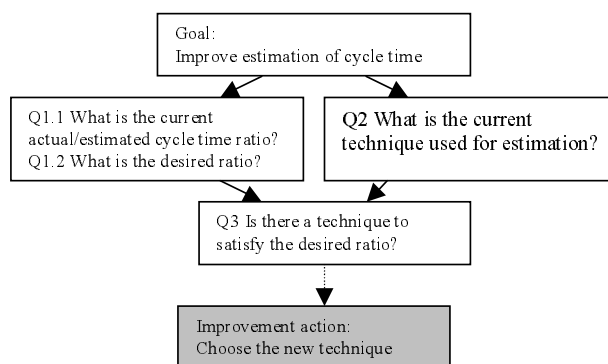 Goal:
Improve estimation of cycle time
Q1.1 What is the current
actual/estimated cycle time ratio?
Q1.2 What is the desired ratio?
Q2 What is the current
technique used for estimation?
Q3 Is there a technique to
satisfy the desired ratio?
Improvement action:
Choose the new technique